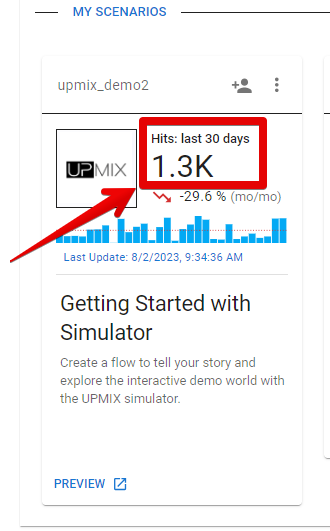 MY SCENARIOS
upmix_demo2
Hits: last 30 days
UPMIX
1.3K
-29.6 % (mo/mo)
Last Update: 8/2/2023, 9:34:36 AM
Getting Started with
Simulator
Create a flow to tell your story and
explore the interactive demo world with
the UPMIX simulator.
PREVIEW